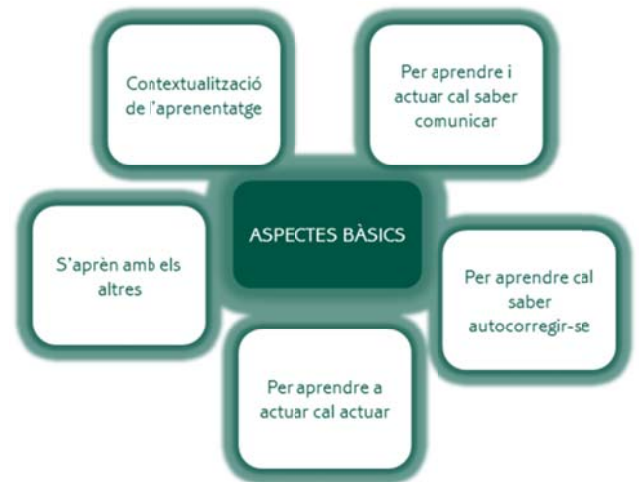 Contextualització
de l'aprenentatge
Per aprendre i
actuar cal saber
comunicar
ASPECTES BÀSICS
S'aprèn amb els
altres
Per aprendre cal
saber
autocorregir-se
Per aprendre a
actuar cal actuar